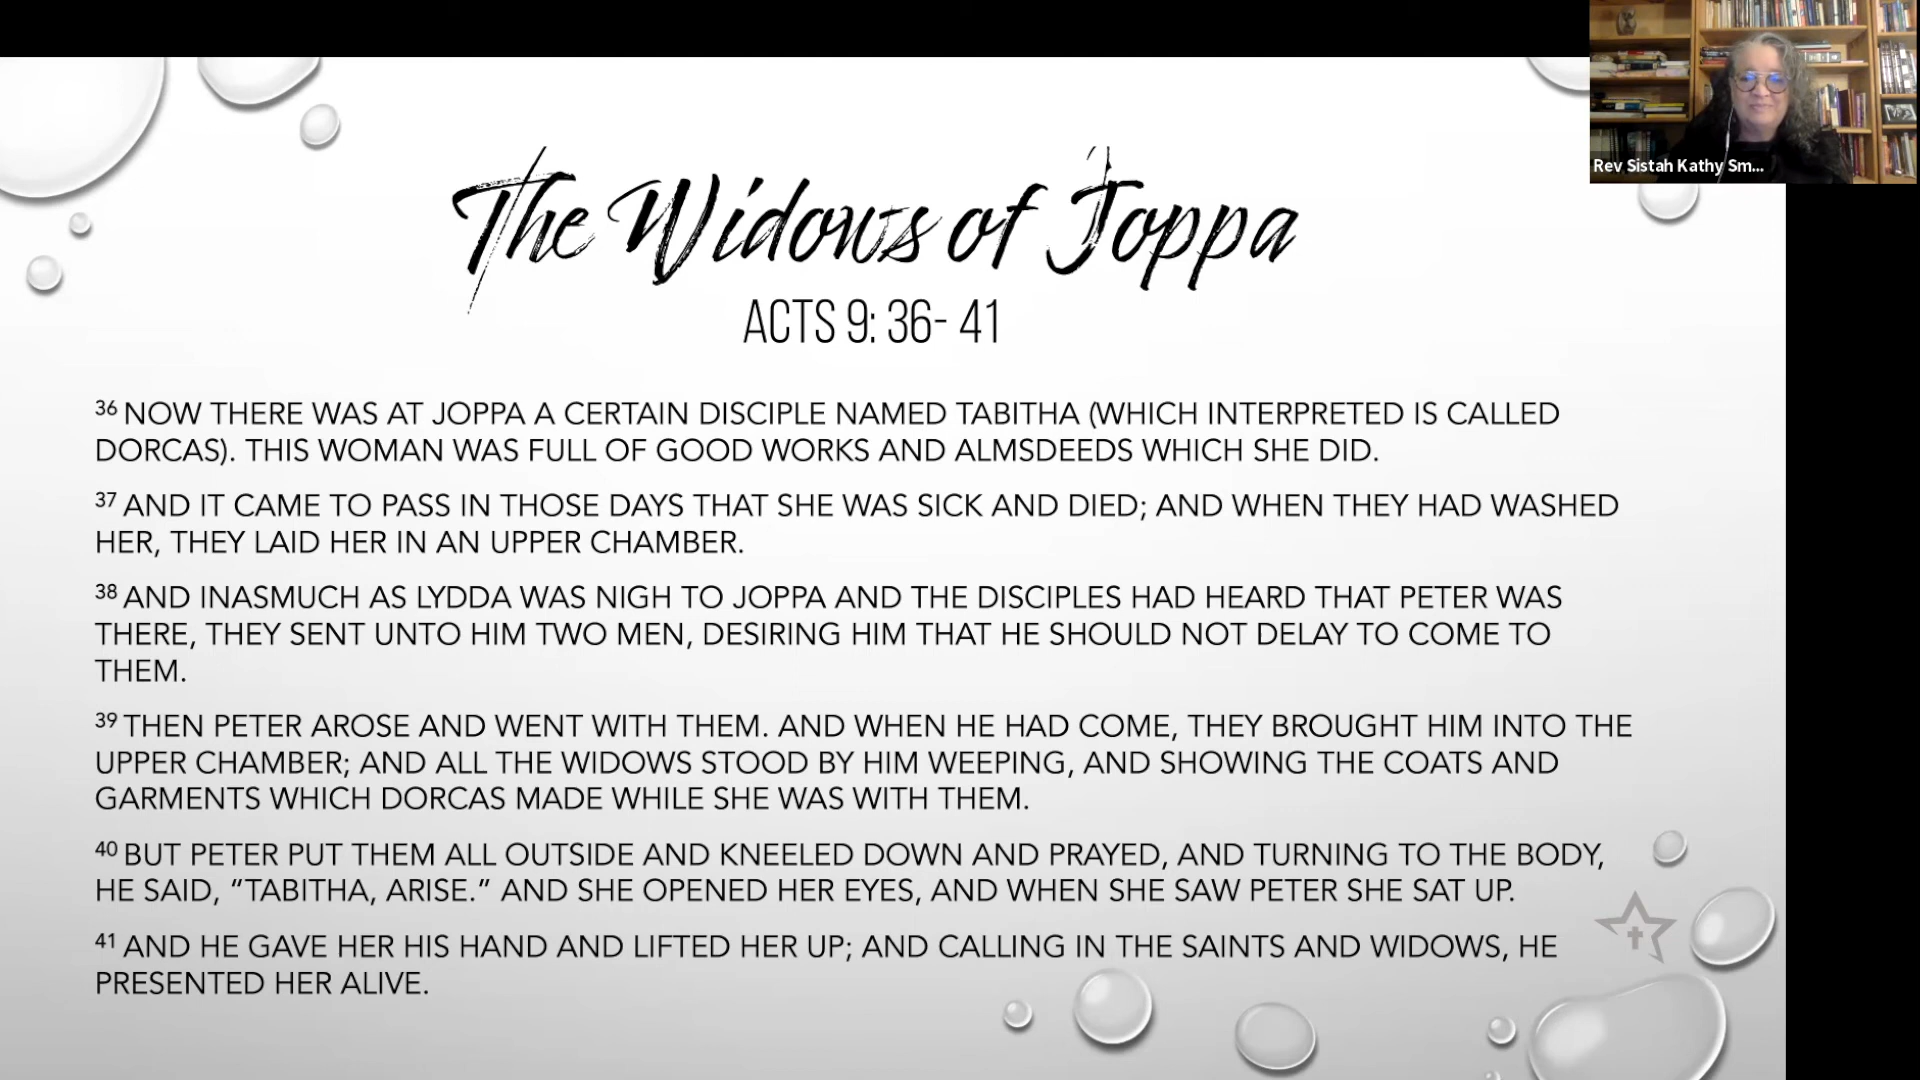 Rev Sistah Kathy Sm...
The Widows of Joppa
ACTS 9: 36- 41
36 NOW THERE WAS AT JOPPA A CERTAIN DISCIPLE NAMED TABITHA (WHICH INTERPRETED IS CALLED
DORCAS). THIS WOMAN WAS FULL OF GOOD WORKS AND ALMSDEEDS WHICH SHE DID.
37 AND IT CAME TO PASS IN THOSE DAYS THAT SHE WAS SICK AND DIED; AND WHEN THEY HAD WASHED
HER, THEY LAID HER IN AN UPPER CHAMBER.
38 AND INASMUCH AS LYDDA WAS NIGH TO JOPPA AND THE DISCIPLES HAD HEARD THAT PETER WAS
THERE, THEY SENT UNTO HIM TWO MEN, DESIRING HIM THAT HE SHOULD NOT DELAY TO COME TO
THEM.
39 THEN PETER AROSE AND WENT WITH THEM. AND WHEN HE HAD COME, THEY BROUGHT HIM INTO THE
UPPER CHAMBER; AND ALL THE WIDOWS STOOD BY HIM WEEPING, AND SHOWING THE COATS AND
GARMENTS WHICH DORCAS MADE WHILE SHE WAS WITH THEM.
40 BUT PETER PUT THEM ALL OUTSIDE AND KNEELED DOWN AND PRAYED, AND TURNING TO THE BODY,
HE SAID, “TABITHA, ARISE.” AND SHE OPENED HER EYES, AND WHEN SHE SAW PETER SHE SAT UP.
41 AND HE GAVE HER HIS HAND AND LIFTED HER UP; AND CALLING IN THE SAINTS AND WIDOWS, HE
PRESENTED HER ALIVE.